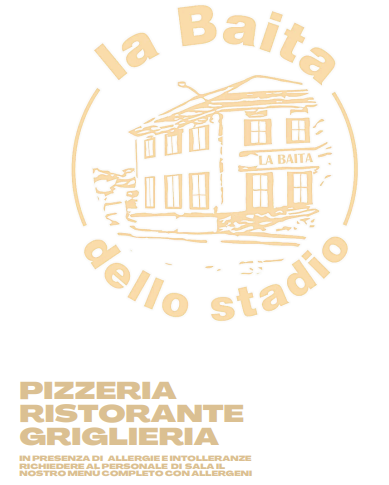 la Baita
LA BAITA
dello stadio
PIZZERIA
RISTORANTE
GRIGLIERIA
IN PRESENZA DI ALLERGIE E INTOLLERANZE
RICHIEDERE AL PERSONALE DI SALA IL
NOSTRO MENU COMPLETO CON ALLERGENI